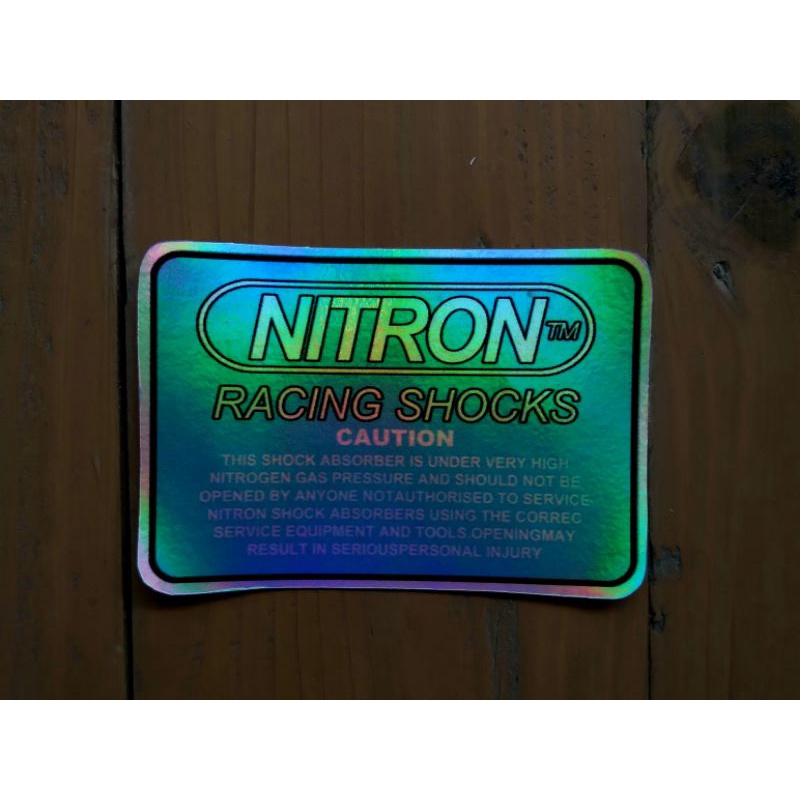 NITRON™
RACING SHOCKS
CAUTION
THIS SHOCK ABSORBER IS UNDER VERY HIGH
NITROGEN GAS PRESSURE AND SHOULD NOT BE
OPENED BY ANYONE NOTAUTHORISED TO SERVICE
NITRON SHOCK ABSORBERS USING THE CORREC
SERVICE EQUIPMENT AND TOOLS.OPENINGMAY
RESULT IN SERIOUSPERSONAL INJURY